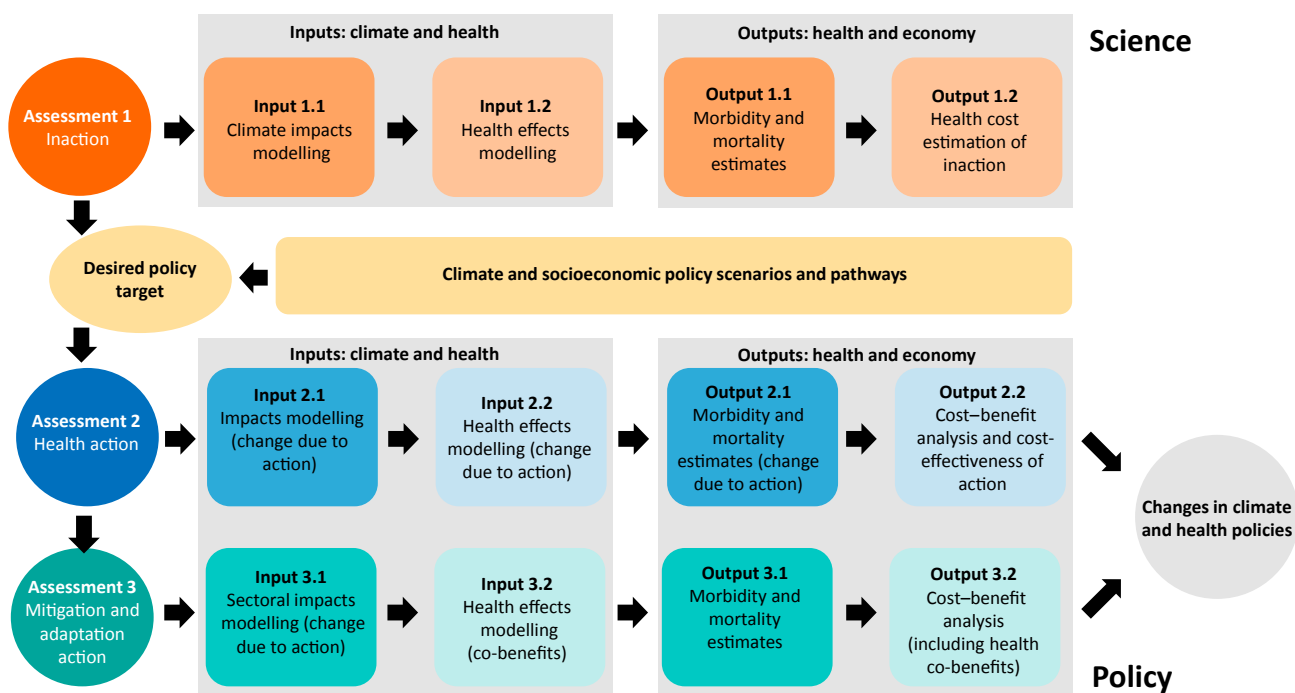 Inputs: climate and health
Outputs: health and economy
Science
Assessment 1
Inaction
Input 1.1
Climate impacts
modelling
Input 1.2
Health effects
modelling
Output 1.1
Morbidity and
mortality
estimates
Output 1.2
Health cost
estimation of
inaction
Desired policy
target
Climate and socioeconomic policy scenarios and pathways
Inputs: climate and health
Outputs: health and economy
Assessment 2
Health action
Input 2.1
Impacts modelling
(change due to
action)
Input 2.2
Health effects
modelling (change
due to action)
Output 2.1
Morbidity and
mortality
estimates (change
due to action)
Output 2.2
Cost–benefit
analysis and cost-
effectiveness of
action
Changes in climate
and health policies
Assessment 3
Mitigation and
adaptation
action
Input 3.1
Sectoral impacts
modelling (change
due to action)
Input 3.2
Health effects
modelling
(co-benefits)
Output 3.1
Morbidity and
mortality
estimates
Output 3.2
Cost–benefit
analysis
(including health
co-benefits)
Policy